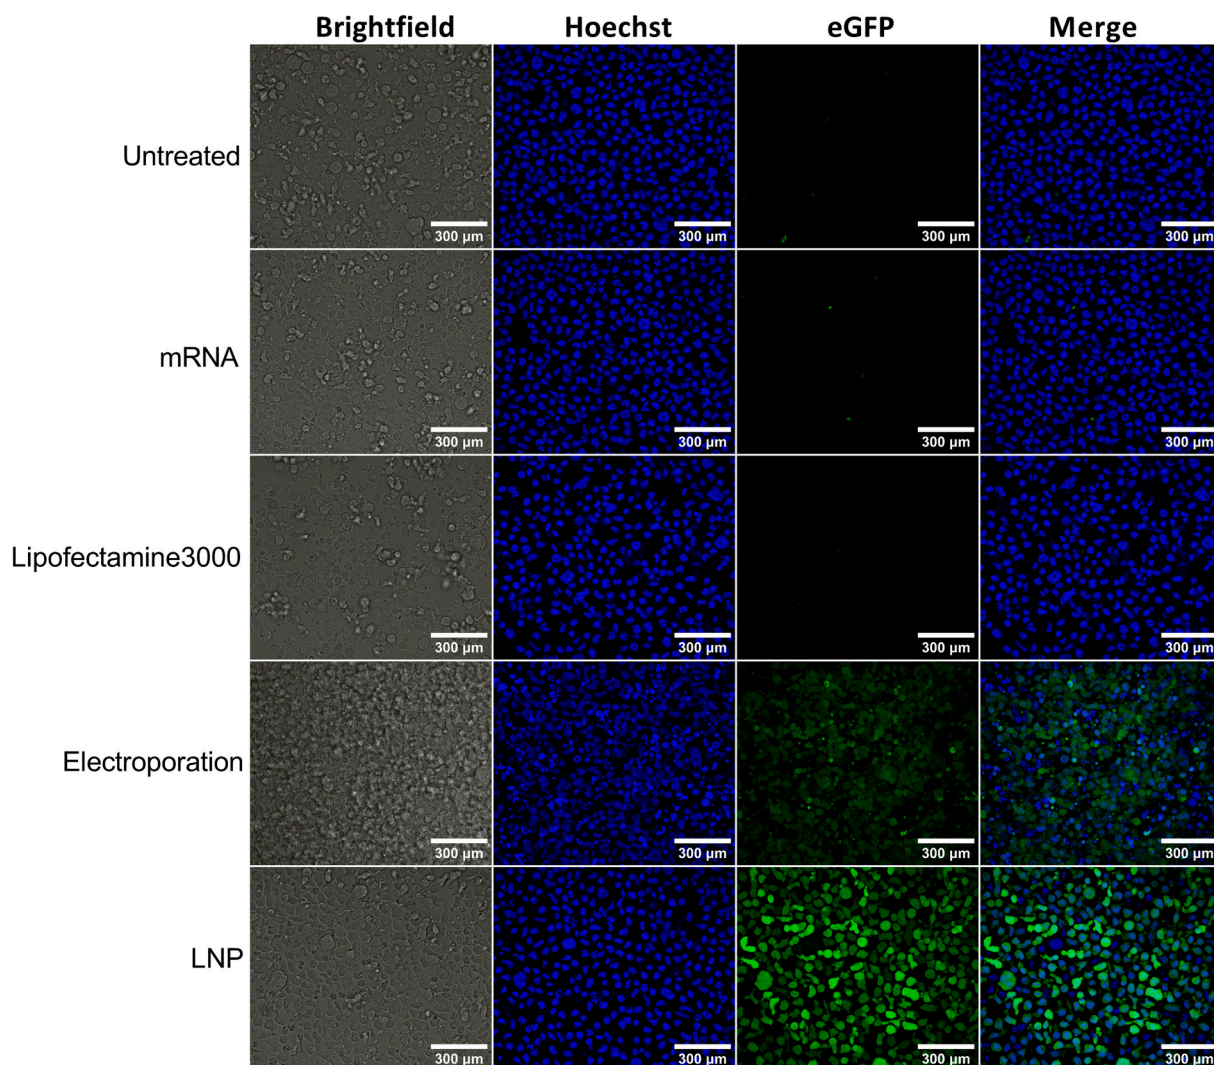 Brightfield Hoechst eGFP Merge
Untreated
300 µm 300 µm 300 µm 300 µm
mRNA
300 µm 300 µm 300 µm 300 µm
Lipofectamine3000
300 µm 300 µm 300 µm 300 µm
Electroporation
300 µm 300 µm 300 µm 300 µm
LNP
300 µm 300 µm 300 µm 300 µm